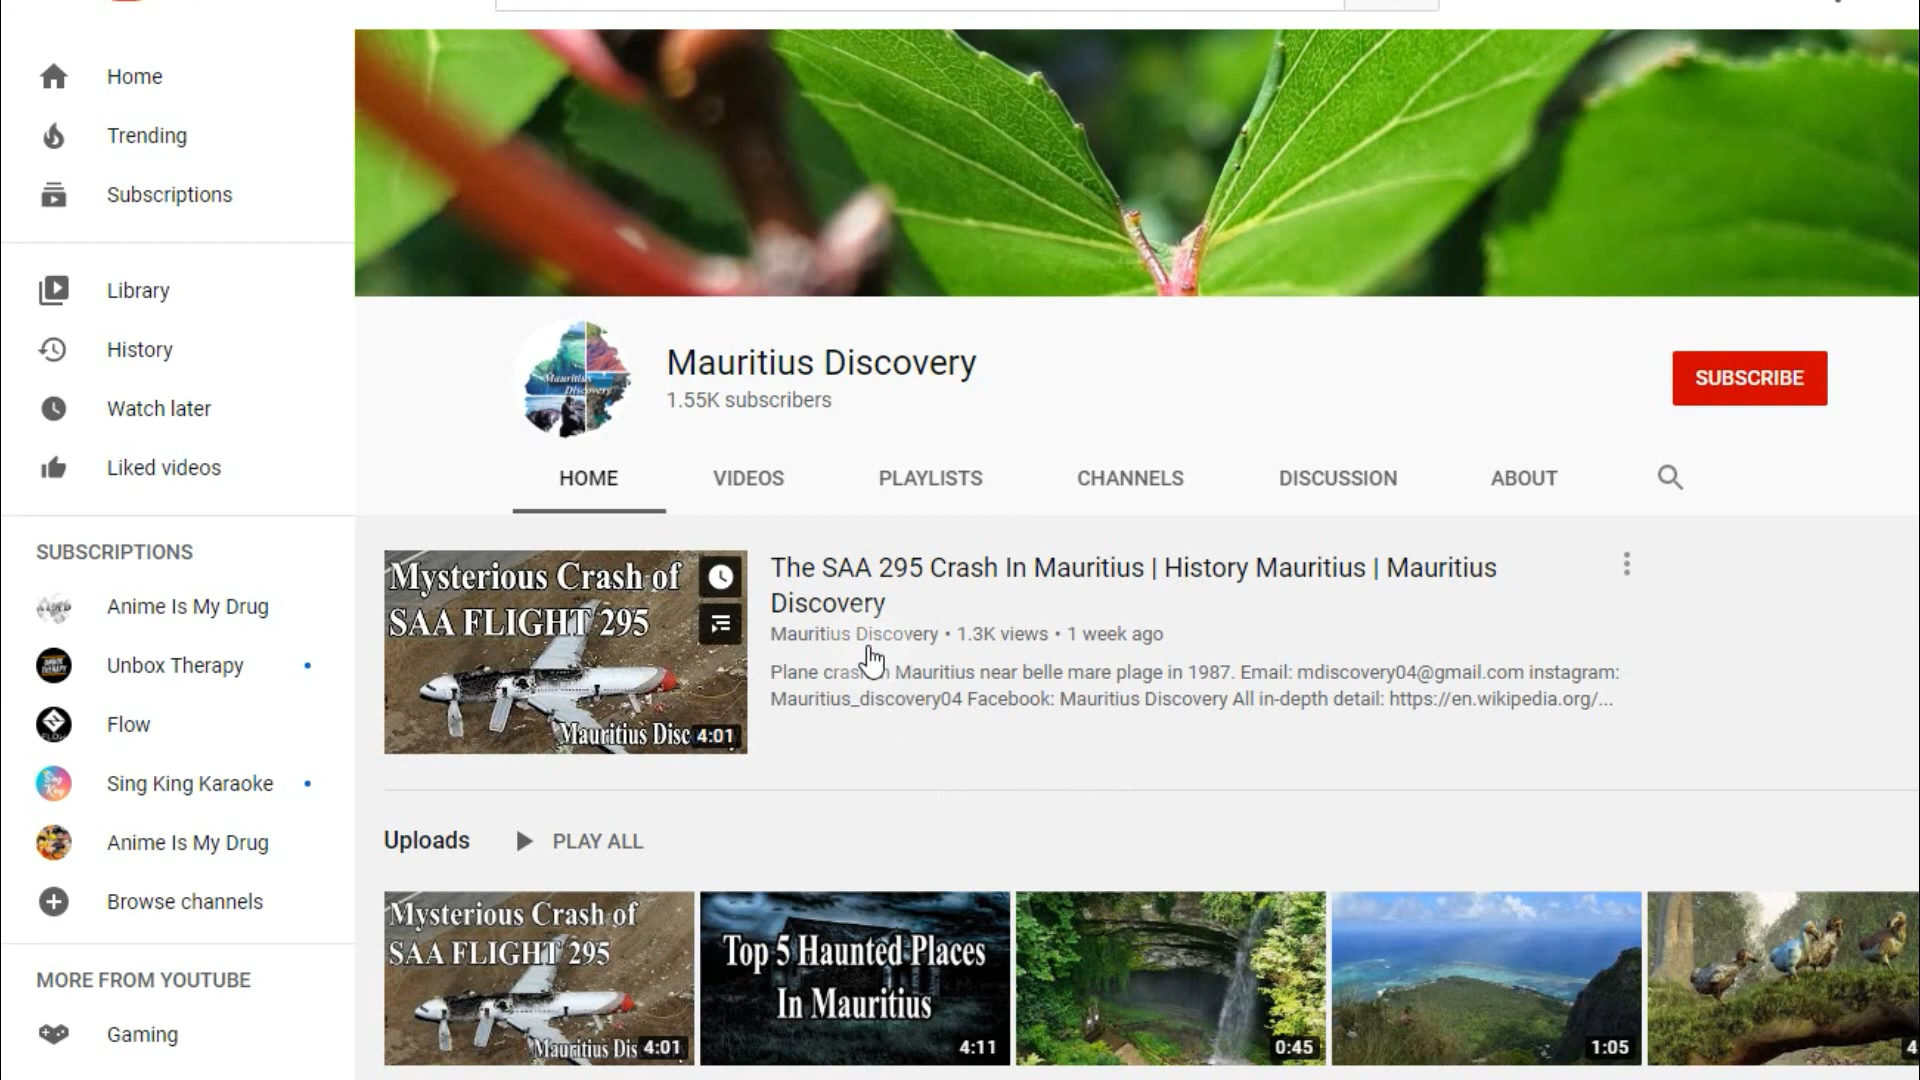 Home
Trending
Subscriptions
Library
History
Watch later
Liked videos
SUBSCRIPTIONS
Anime Is My Drug
Unbox Therapy
Flow
Sing King Karaoke
Anime Is My Drug
Browse channels
MORE FROM YOUTUBE
Gaming
Mauritius
Discovery
Mauritius Discovery
1.55K subscribers
SUBSCRIBE
HOME VIDEOS PLAYLISTS CHANNELS DISCUSSION ABOUT
Mysterious Crash of
SAA FLIGHT 295
Mauritius Disc
4:01
The SAA 295 Crash In Mauritius | History Mauritius | Mauritius
Discovery
Mauritius Discovery • 1.3K views • 1 week ago
Plane Mauritius near belle mare plage in 1987. Email: mdiscovery04@gmail.com instagram:
Mauritius_discovery04 Facebook: Mauritius Discovery All in-depth detail: https://en.wikipedia.org/...
Uploads PLAY ALL
Mysterious Crash of
SAA FLIGHT 295
Mauritius Dis 4:01
Top 5 Haunted Places
In Mauritius
4:11
0:45
1:05
4